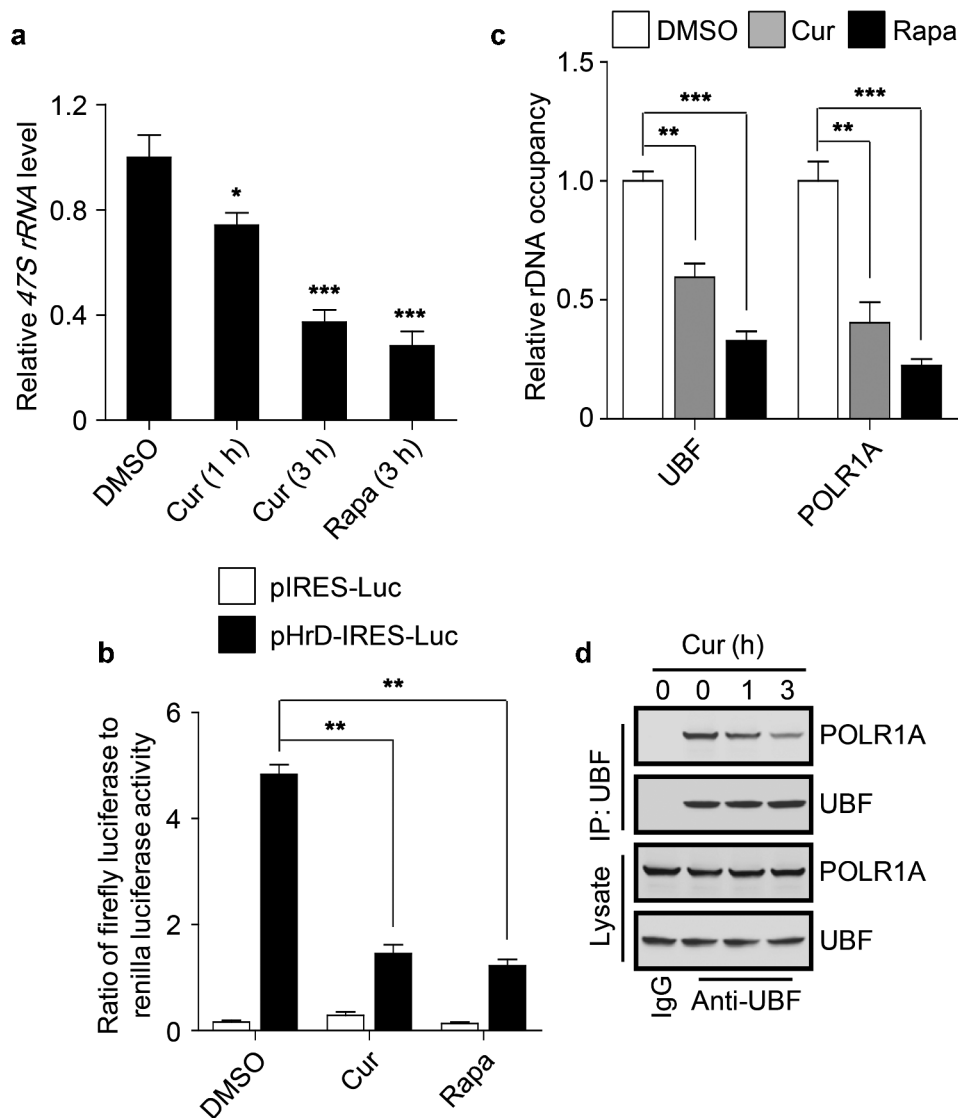 a
Relative 47S rRNA level
1.2
0.8
0.4
0
*
***
***
DMSO
Cur (1 h)
Cur (3 h)
Rapa (3 h)
c
DMSO Cur Rapa
Relative rDNA occupancy
1.5
1.0
0.5
0
***
**
***
**
UBF
POLR1A
pIRES-Luc
pHrD-IRES-Luc
b
Ratio of firefly luciferase to
renilla luciferase activity
6
4
2
0
**
**
DMSO
Cur
Rapa
d
Cur (h)
0 0 1 3
IP: UBF
POLR1A
UBF
Lysate
POLR1A
UBF
IgG
Anti-UBF